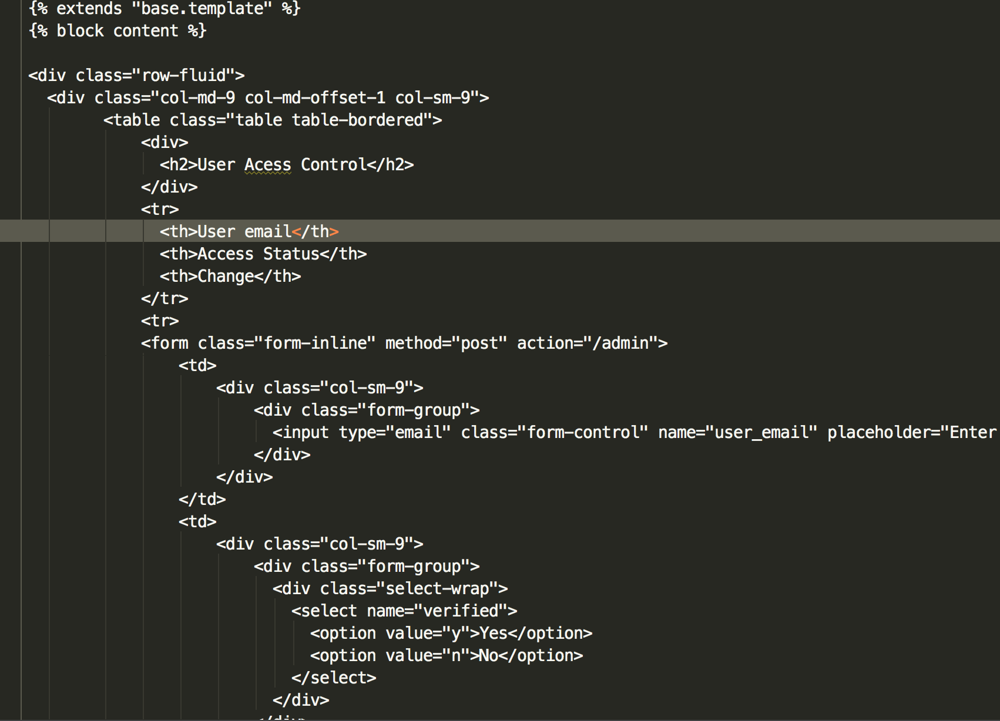 {% extends "base.template" %}
{% block content %}
<div class="row-fluid">
<div class="col-md-9 col-md-offset-1 col-sm-9">
<table class="table table-bordered">
<div>
<h2>User Acess Control</h2>
</div>
<tr>
<th>User email</th>
<th>Access Status</th>
<th>Change</th>
</tr>
<tr>
<form class="form-inline" method="post" action="/admin">
<td>
<div class="col-sm-9">
<div class="form-group">
<input type="email" class="form-control" name="user_email" placeholder="Enter
</div>
</div>
</td>
<td>
<div class="col-sm-9">
<div class="form-group">
<div class="select-wrap">
<select name="verified">
<option value="y">Yes</option>
<option value="n">No</option>
</select>
</div>